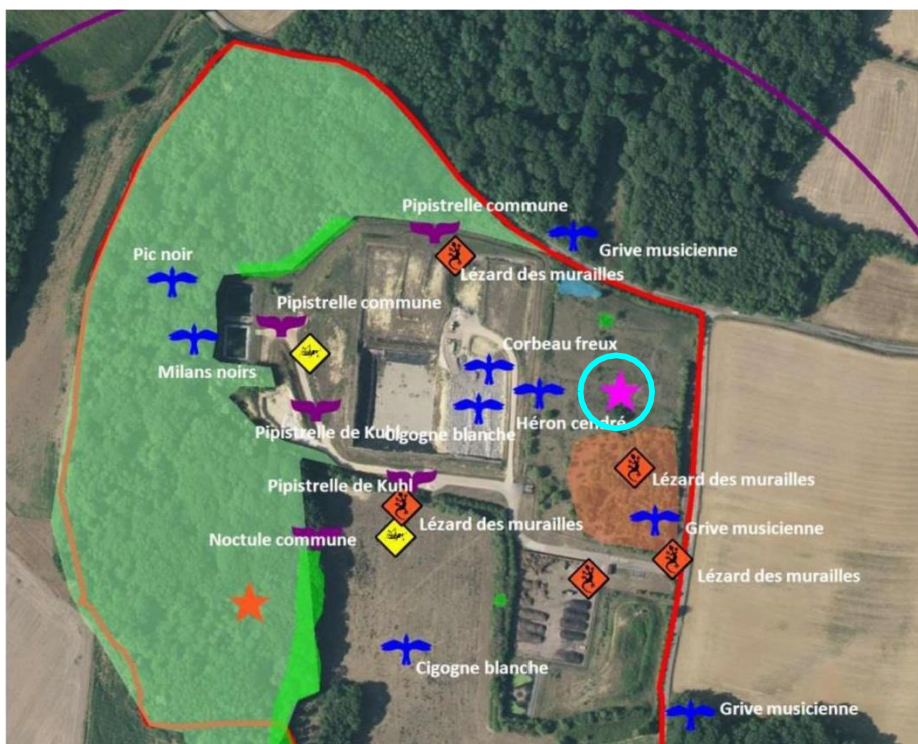 Pipistrelle commune
Grive musicienne
Pic noir
Lézard des murailles
Pipistrelle commune
Corbeau freux
Milans noirs
Héron cendré
Pipistrelle de Kuhl
Cigogne blanche
Lézard des murailles
Pipistrelle de Kuhl
Lézard des murailles
Grive musicienne
Noctule commune
Lézard des murailles
Cigogne blanche
Grive musicienne